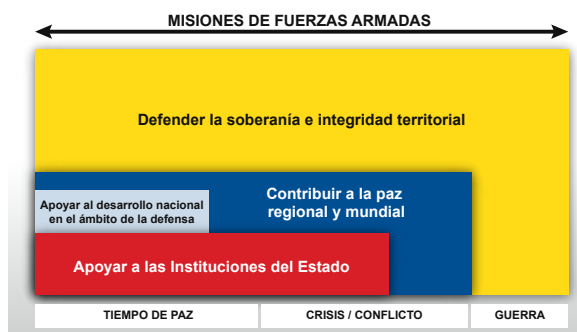 MISIONES DE FUERZAS ARMADAS
Defender la soberanía e integridad territorial
Contribuir a la paz
regional y mundial
Apoyar al desarrollo nacional
en el ámbito de la defensa
Apoyar a las Instituciones del Estado
TIEMPO DE PAZ
CRISIS / CONFLICTO
GUERRA